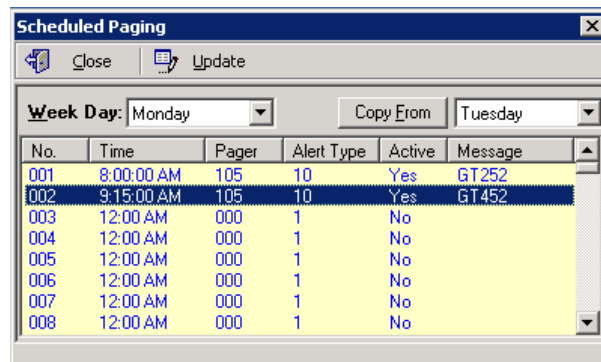 Scheduled Paging
Close Update
Week Day: Monday Copy From Tuesday
No. Time Pager Alert Type Active Message
001 8:00:00 AM 105 10 Yes GT252
002 9:15:00 AM 105 10 Yes GT452
003 12:00 AM 000 1 No
004 12:00 AM 000 1 No
005 12:00 AM 000 1 No
006 12:00 AM 000 1 No
007 12:00 AM 000 1 No
008 12:00 AM 000 1 No